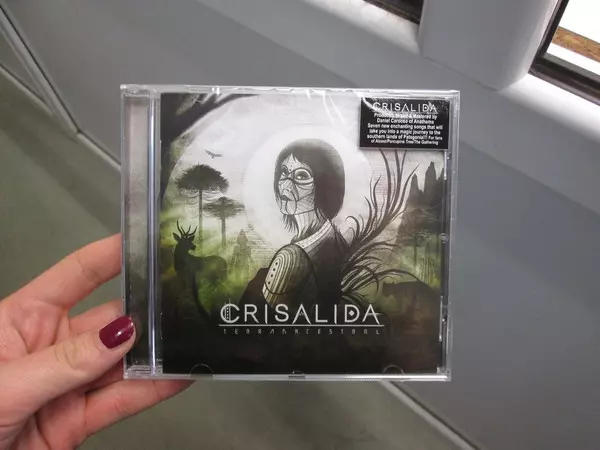 CRISALIDA
Produced, Mixed & Mastered by
Daniel Cardoso of Anathema
Seven new enchanting songs that will
take you into a magic journey to the
southern lands of Patagonia!!! For fans
of Alcest/Porcupine Tree/The Gathering
CRISALIDA
TERRA ANCESTRAL